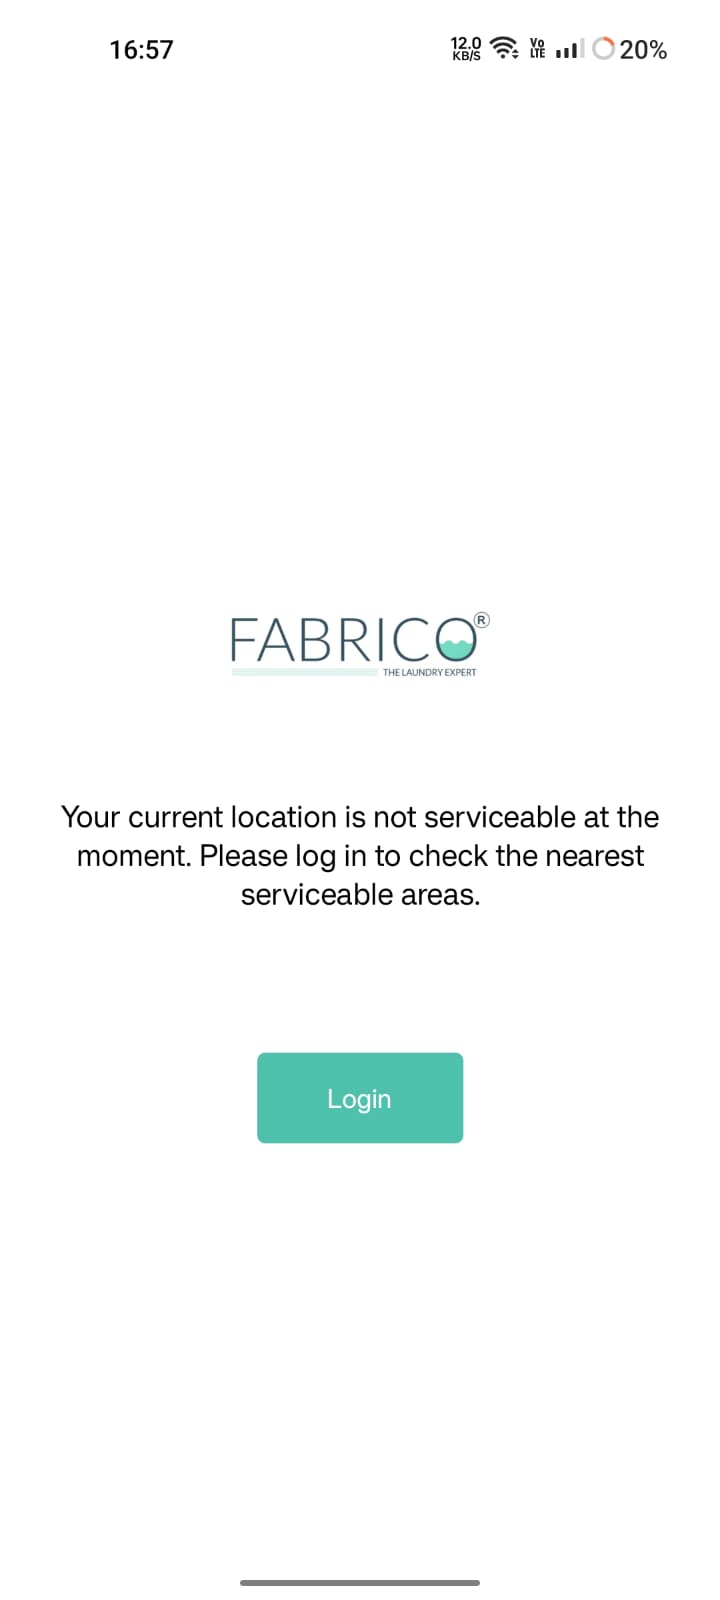 16:57
12.0
KB/S
Vo
LTE
20%
FABRICO®
THE LAUNDRY EXPERT
Your current location is not serviceable at the
moment. Please log in to check the nearest
serviceable areas.
Login